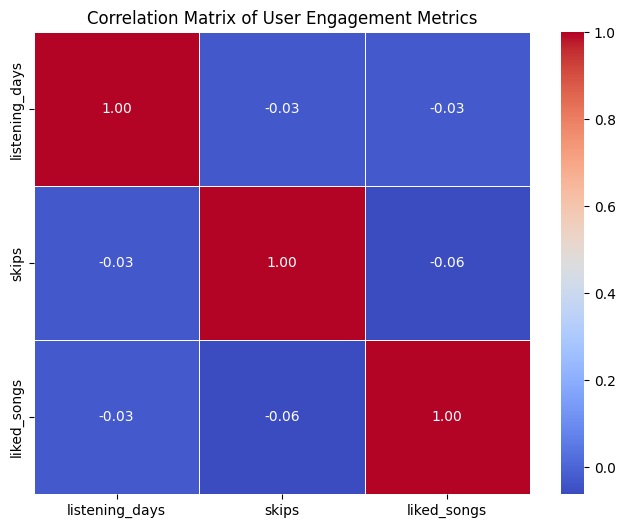 Correlation Matrix of User Engagement Metrics
listening_days
1.00
-0.03
-0.03
skips
-0.03
1.00
-0.06
liked_songs
-0.03
-0.06
1.00
listening_days
skips
liked_songs
1.0
0.8
0.6
0.4
0.2
0.0